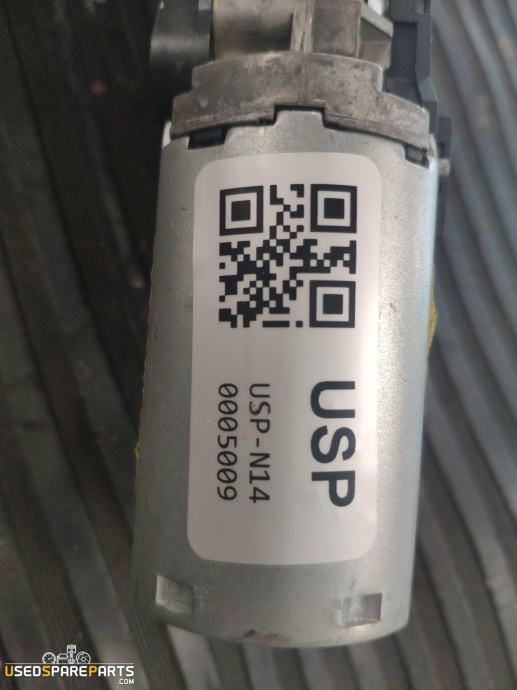 USP
USP-N14
0005009
USEDSPAREPARTS
.COM